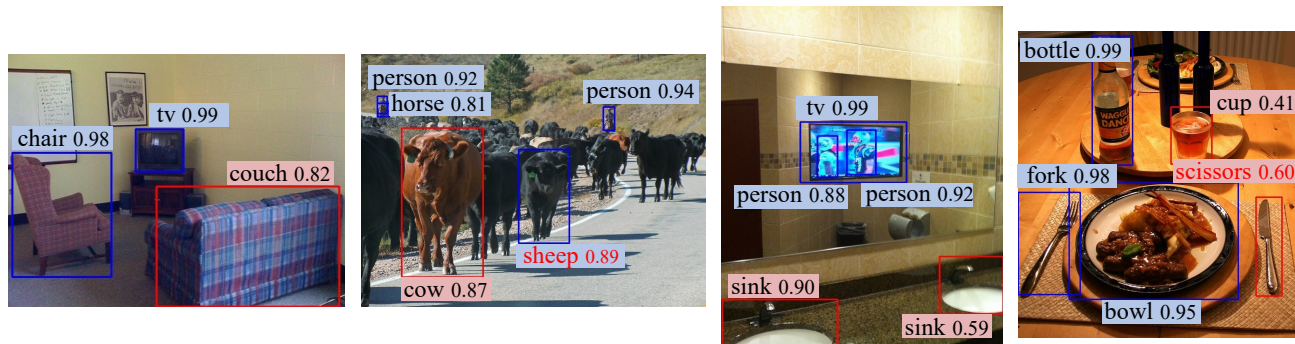 tv 0.99
chair 0.98
couch 0.82
person 0.92
horse 0.81
person 0.94
sheep 0.89
cow 0.87
tv 0.99
person 0.88
person 0.92
sink 0.90
sink 0.59
bottle 0.99
cup 0.41
WAGGLE
DANCE
fork 0.98
scissors 0.60
bowl 0.95